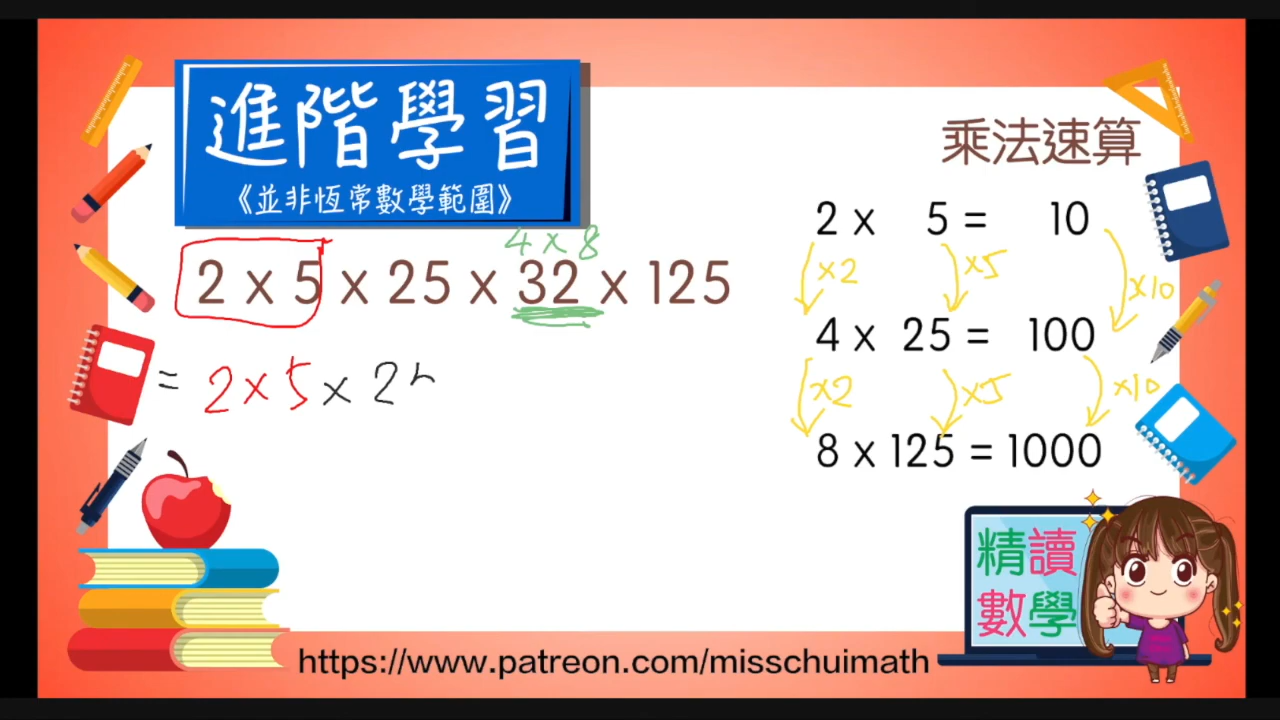 進階學習
《並非恆常數學範圍》
乘法速算
4 x 8
2 x 5 x 25 x 32 x 125
= 2 x 5 x 2
2 x 5 = 10
x2 x5 x10
4 x 25 = 100
x2 x5 x10
8 x 125 = 1000
精讀
數學
https://www.patreon.com/misschuimath